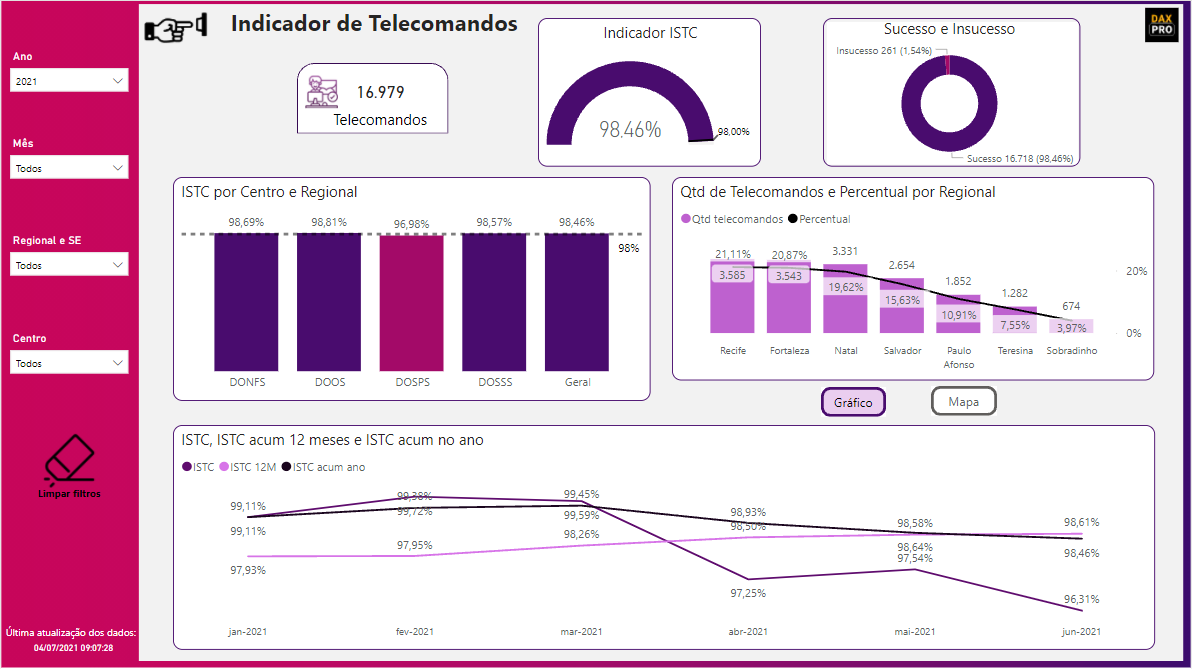 Indicador de Telecomandos
DAX
PRO
Ano
2021
Mês
Todos
Regional e SE
Todos
Centro
Todos
Limpar filtros
Última atualização dos dados:
04/07/2021 09:07:28
16.979
Telecomandos
Indicador ISTC
98.46%
98,00%
Sucesso e Insucesso
Insucesso 261 (1,54%)
Sucesso 16.718 (98,46%)
ISTC por Centro e Regional
98,69% 98,81% 96,98% 98,57% 98,46%
98%
DONFS DOOS DOSPS DOSSS Geral
Qtd de Telecomandos e Percentual por Regional
Qtd telecomandos Percentual
21,11% 20,87% 3.331 2.654 1.852 1.282 674
3.585 3.543 19,62% 15,63% 10,91% 7,55% 3,97%
20%
0%
Recife Fortaleza Natal Salvador Paulo Afonso Teresina Sobradinho
Gráfico
Mapa
ISTC, ISTC acum 12 meses e ISTC acum no ano
ISTC ISTC 12M ISTC acum ano
99,11% 99,38% 99,45% 98,93% 98,58% 98,61%
99,11% 99,72% 99,59% 98,50% 98,64% 98,46%
97,93% 97,95% 98,26% 97,25% 97,54% 96,31%
jan-2021 fev-2021 mar-2021 abr-2021 mai-2021 jun-2021